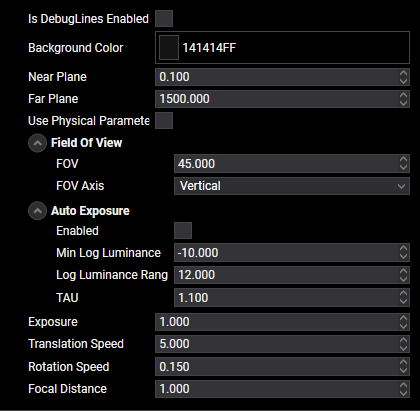 Is DebugLines Enabled
Background Color 141414FF
Near Plane 0.100
Far Plane 1500.000
Use Physical Paramete
Field Of View
FOV 45.000
FOV Axis Vertical
Auto Exposure
Enabled
Min Log Luminance -10.000
Log Luminance Rang 12.000
TAU 1.100
Exposure 1.000
Translation Speed 5.000
Rotation Speed 0.150
Focal Distance 1.000